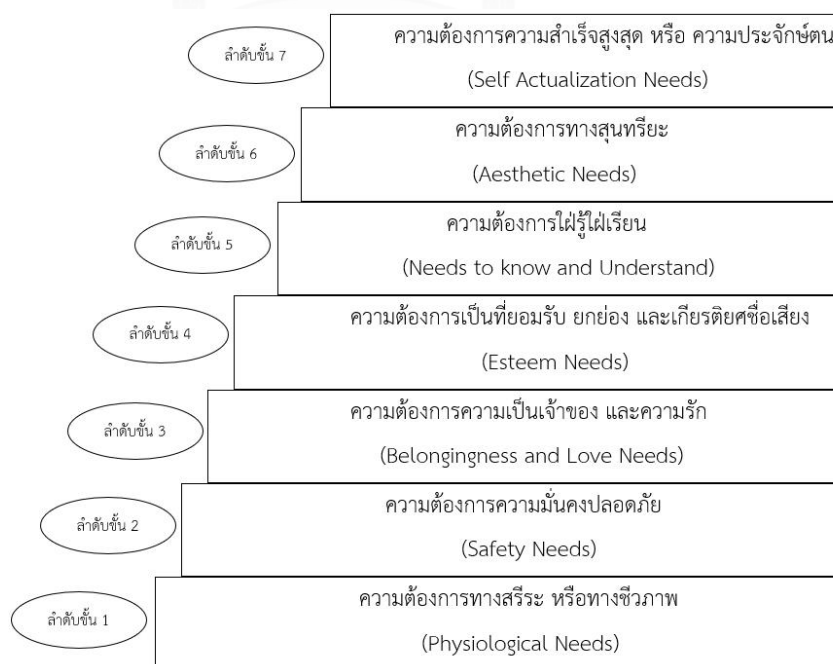 ลำดับขั้น 7
ความต้องการความสำเร็จสูงสุด หรือ ความประจักษ์ตน
(Self Actualization Needs)
ลำดับขั้น 6
ความต้องการทางสุนทรียะ
(Aesthetic Needs)
ลำดับขั้น 5
ความต้องการใฝ่รู้ใฝ่เรียน
(Needs to know and Understand)
ลำดับขั้น 4
ความต้องการเป็นที่ยอมรับ ยกย่อง และเกียรติยศชื่อเสียง
(Esteem Needs)
ลำดับขั้น 3
ความต้องการความเป็นเจ้าของ และความรัก
(Belongingness and Love Needs)
ลำดับขั้น 2
ความต้องการความมั่นคงปลอดภัย
(Safety Needs)
ลำดับขั้น 1
ความต้องการทางสรีระ หรือทางชีวภาพ
(Physiological Needs)